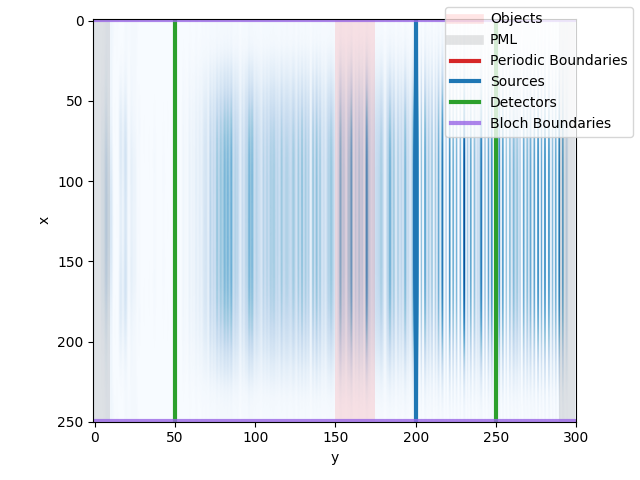 Objects
PML
Periodic Boundaries
Sources
Detectors
Bloch Boundaries
0
50
100
150
200
250
x
0
50
100
150
200
250
300
y